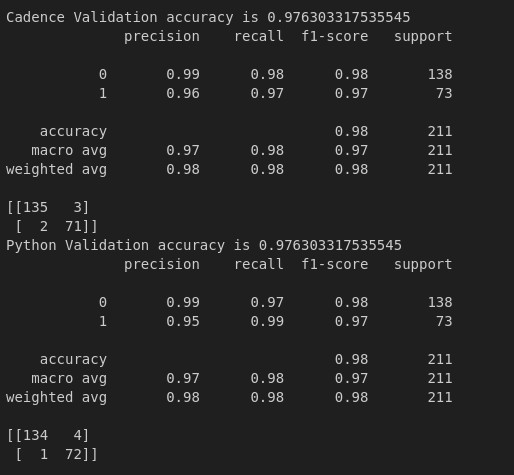 Cadence Validation accuracy is 0.976303317535545
precision recall f1-score support
0 0.99 0.98 0.98 138
1 0.96 0.97 0.97 73
accuracy 0.98 211
macro avg 0.97 0.98 0.97 211
weighted avg 0.98 0.98 0.98 211
[[135 3]
[ 2 71]]
Python Validation accuracy is 0.976303317535545
precision recall f1-score support
0 0.99 0.97 0.98 138
1 0.95 0.99 0.97 73
accuracy 0.98 211
macro avg 0.97 0.98 0.97 211
weighted avg 0.98 0.98 0.98 211
[[134 4]
[ 1 72]]